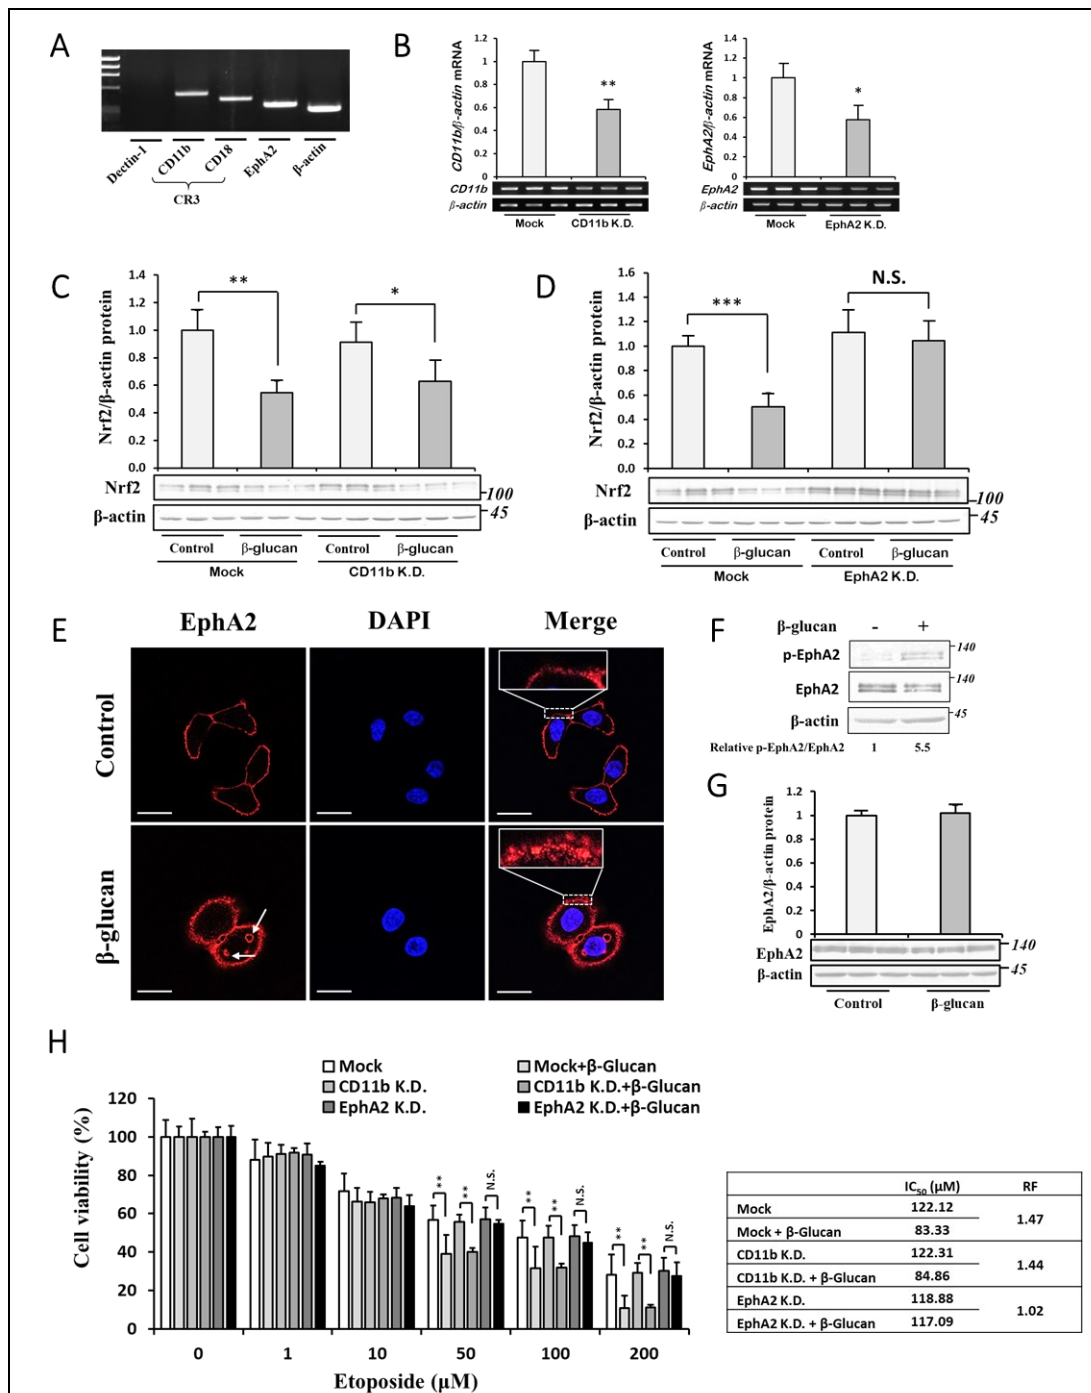 A
Dectin-1
CD11b
CD18
EphA2
β-actin
CR3
B
CD11b/β-actin mRNA
1.2
1
0.8
0.6
0.4
0.2
0
**
CD11b
β-actin
Mock
CD11b K.D.
EphA2/β-actin mRNA
1.4
1.2
1
0.8
0.6
0.4
0.2
0
*
EphA2
β-actin
Mock
EphA2 K.D.
C
Nrf2/β-actin protein
1.4
1.2
1.0
0.8
0.6
0.4
0.2
0.0
**
*
Nrf2
100
β-actin
45
Control
β-glucan
Control
β-glucan
Mock
CD11b K.D.
D
Nrf2/β-actin protein
1.6
1.4
1.2
1.0
1.2
0.6
0.4
0.2
0.0
***
N.S.
Nrf2
100
β-actin
45
Control
β-glucan
Control
β-glucan
Mock
EphA2 K.D.
E
EphA2
DAPI
Merge
Control
β-glucan
F
β-glucan
-
+
p-EphA2
140
EphA2
140
β-actin
45
Relative p-EphA2/EphA2
1
5.5
G
EphA2/β-actin protein
1.2
1
0.8
0.6
0.4
0.2
0
EphA2
140
β-actin
45
Control
β-glucan
H
Mock
Mock+β-Glucan
CD11b K.D.
CD11b K.D.+β-Glucan
EphA2 K.D.
EphA2 K.D.+β-Glucan
Cell viability (%)
120
100
80
60
40
20
0
**
**
N.S.
**
**
N.S.
**
**
N.S.
0
1
10
50
100
200
Etoposide (μM)
IC50 (μM)
RF
Mock
122.12
1.47
Mock + β-Glucan
83.33
CD11b K.D.
122.31
1.44
CD11b K.D. + β-Glucan
84.86
EphA2 K.D.
118.88
1.02
EphA2 K.D. + β-Glucan
117.09